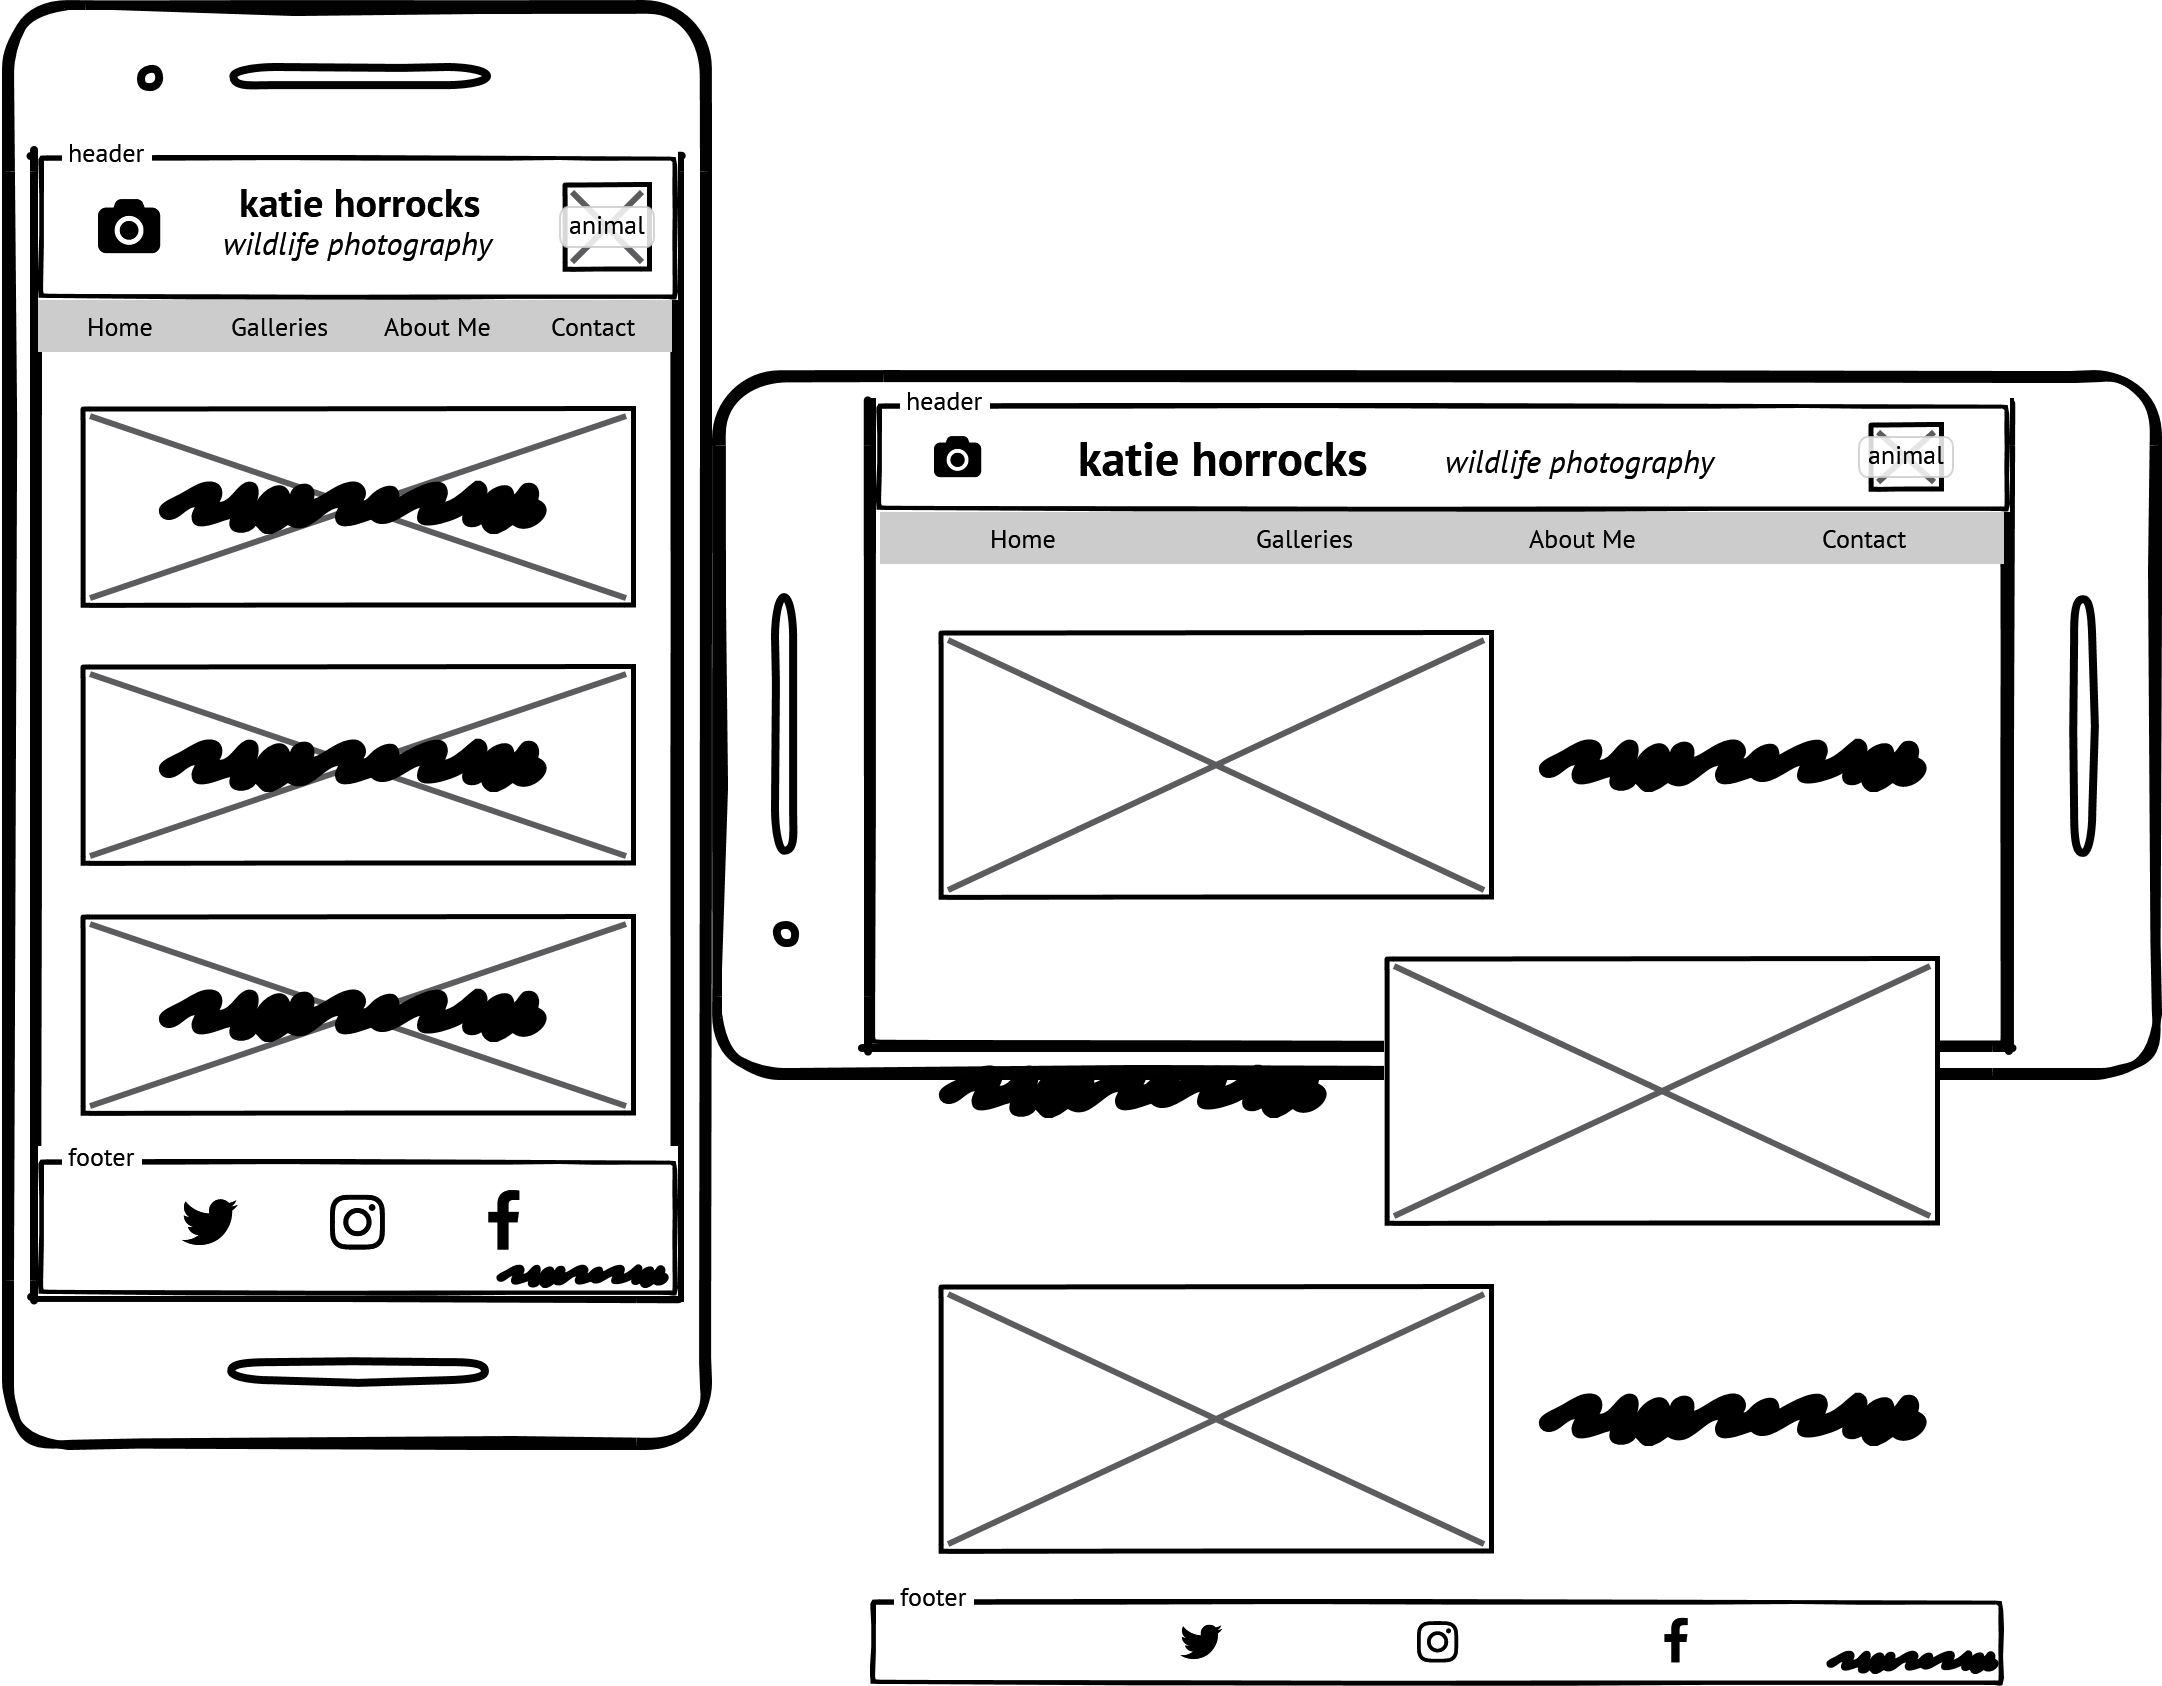 header
katie horrocks
wildlife photography
animal
Home Galleries About Me Contact
footer
header
katie horrocks wildlife photography animal
Home Galleries About Me Contact
footer